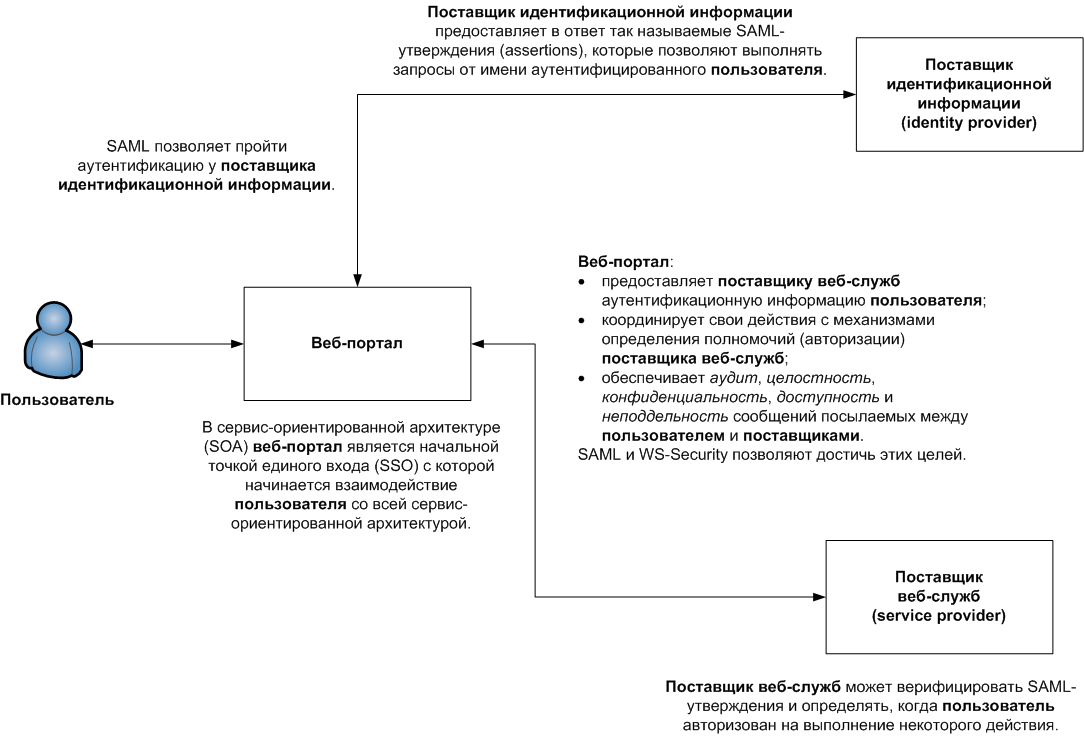 Поставщик идентификационной информации
предоставляет в ответ так называемые SAML-
утверждения (assertions), которые позволяют выполнять
запросы от имени аутентифицированного пользователя.
Поставщик
идентификационной
информации
(identity provider)
SAML позволяет пройти
аутентификацию у поставщика
идентификационной информации.
Веб-портал:
• предоставляет поставщику веб-служб
аутентификационную информацию пользователя;
• координирует свои действия с механизмами
определения полномочий (авторизации)
поставщика веб-служб;
• обеспечивает аудит, целостность,
конфиденциальность, доступность и
неподдельность сообщений посылаемых между
пользователем и поставщиками.
SAML и WS-Security позволяют достичь этих целей.
Веб-портал
Пользователь
В сервис-ориентированной архитектуре
(SOA) веб-портал является начальной
точкой единого входа (SSO) с которой
начинается взаимодействие
пользователя со всей сервис-
ориентированной архитектурой.
Поставщик
веб-служб
(service provider)
Поставщик веб-служб может верифицировать SAML-
утверждения и определять, когда пользователь
авторизован на выполнение некоторого действия.